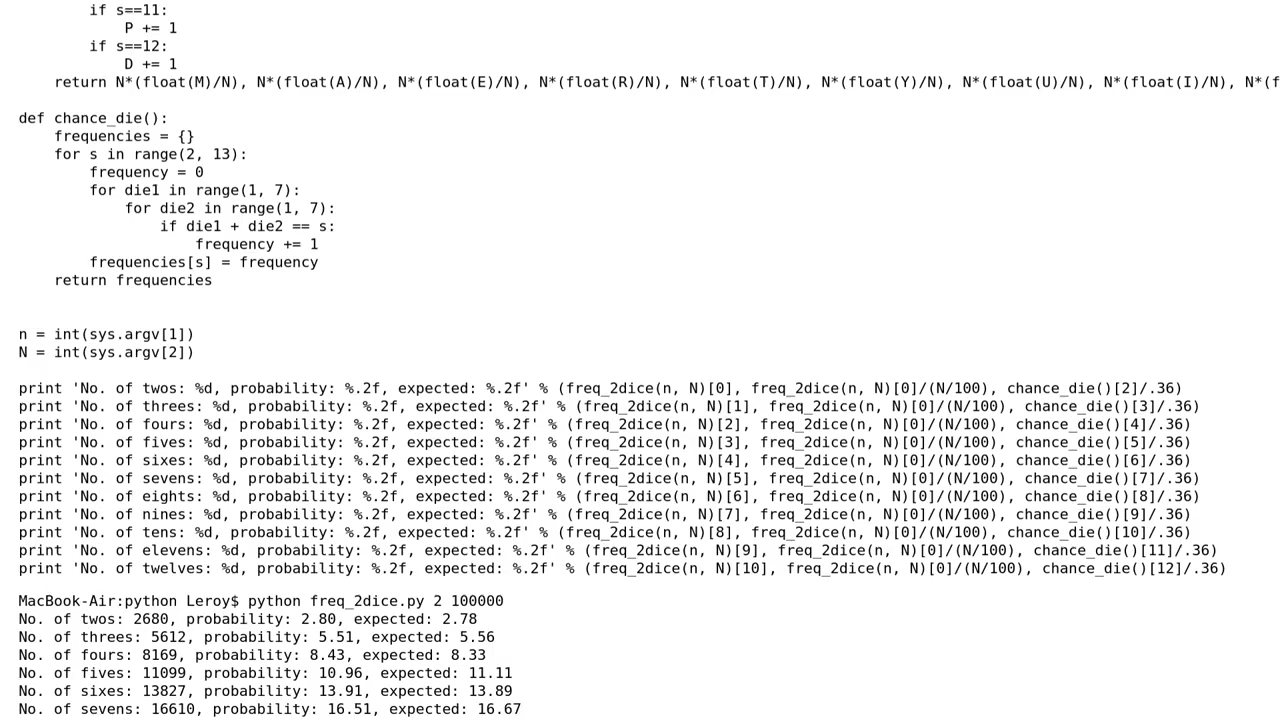 if s==11:
            P += 1
        if s==12:
            D += 1
    return N*(float(M)/N), N*(float(A)/N), N*(float(E)/N), N*(float(R)/N), N*(float(T)/N), N*(float(Y)/N), N*(float(U)/N), N*(float(I)/N), N*(f
def chance_die():
    frequencies = {}
    for s in range(2, 13):
        frequency = 0
        for die1 in range(1, 7):
            for die2 in range(1, 7):
                if die1 + die2 == s:
                    frequency += 1
        frequencies[s] = frequency
    return frequencies
n = int(sys.argv[1])
N = int(sys.argv[2])
print 'No. of twos: %d, probability: %.2f, expected: %.2f' % (freq_2dice(n, N)[0], freq_2dice(n, N)[0]/(N/100), chance_die()[2]/.36)
print 'No. of threes: %d, probability: %.2f, expected: %.2f' % (freq_2dice(n, N)[1], freq_2dice(n, N)[0]/(N/100), chance_die()[3]/.36)
print 'No. of fours: %d, probability: %.2f, expected: %.2f' % (freq_2dice(n, N)[2], freq_2dice(n, N)[0]/(N/100), chance_die()[4]/.36)
print 'No. of fives: %d, probability: %.2f, expected: %.2f' % (freq_2dice(n, N)[3], freq_2dice(n, N)[0]/(N/100), chance_die()[5]/.36)
print 'No. of sixes: %d, probability: %.2f, expected: %.2f' % (freq_2dice(n, N)[4], freq_2dice(n, N)[0]/(N/100), chance_die()[6]/.36)
print 'No. of sevens: %d, probability: %.2f, expected: %.2f' % (freq_2dice(n, N)[5], freq_2dice(n, N)[0]/(N/100), chance_die()[7]/.36)
print 'No. of eights: %d, probability: %.2f, expected: %.2f' % (freq_2dice(n, N)[6], freq_2dice(n, N)[0]/(N/100), chance_die()[8]/.36)
print 'No. of nines: %d, probability: %.2f, expected: %.2f' % (freq_2dice(n, N)[7], freq_2dice(n, N)[0]/(N/100), chance_die()[9]/.36)
print 'No. of tens: %d, probability: %.2f, expected: %.2f' % (freq_2dice(n, N)[8], freq_2dice(n, N)[0]/(N/100), chance_die()[10]/.36)
print 'No. of elevens: %d, probability: %.2f, expected: %.2f' % (freq_2dice(n, N)[9], freq_2dice(n, N)[0]/(N/100), chance_die()[11]/.36)
print 'No. of twelves: %d, probability: %.2f, expected: %.2f' % (freq_2dice(n, N)[10], freq_2dice(n, N)[0]/(N/100), chance_die()[12]/.36)
MacBook-Air:python Leroy$ python freq_2dice.py 2 100000
No. of twos: 2680, probability: 2.80, expected: 2.78
No. of threes: 5612, probability: 5.51, expected: 5.56
No. of fours: 8169, probability: 8.43, expected: 8.33
No. of fives: 11099, probability: 10.96, expected: 11.11
No. of sixes: 13827, probability: 13.91, expected: 13.89
No. of sevens: 16610, probability: 16.51, expected: 16.67